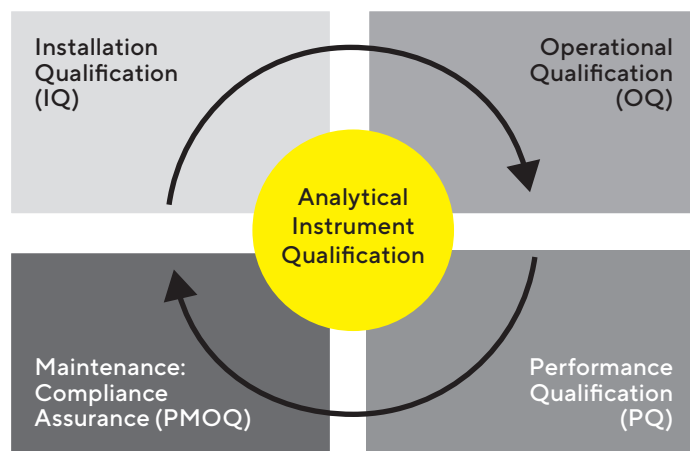 Installation
Qualification
(IQ)
Operational
Qualification
(OQ)
Analytical
Instrument
Qualification
Maintenance:
Compliance
Assurance (PMOQ)
Performance
Qualification
(PQ)